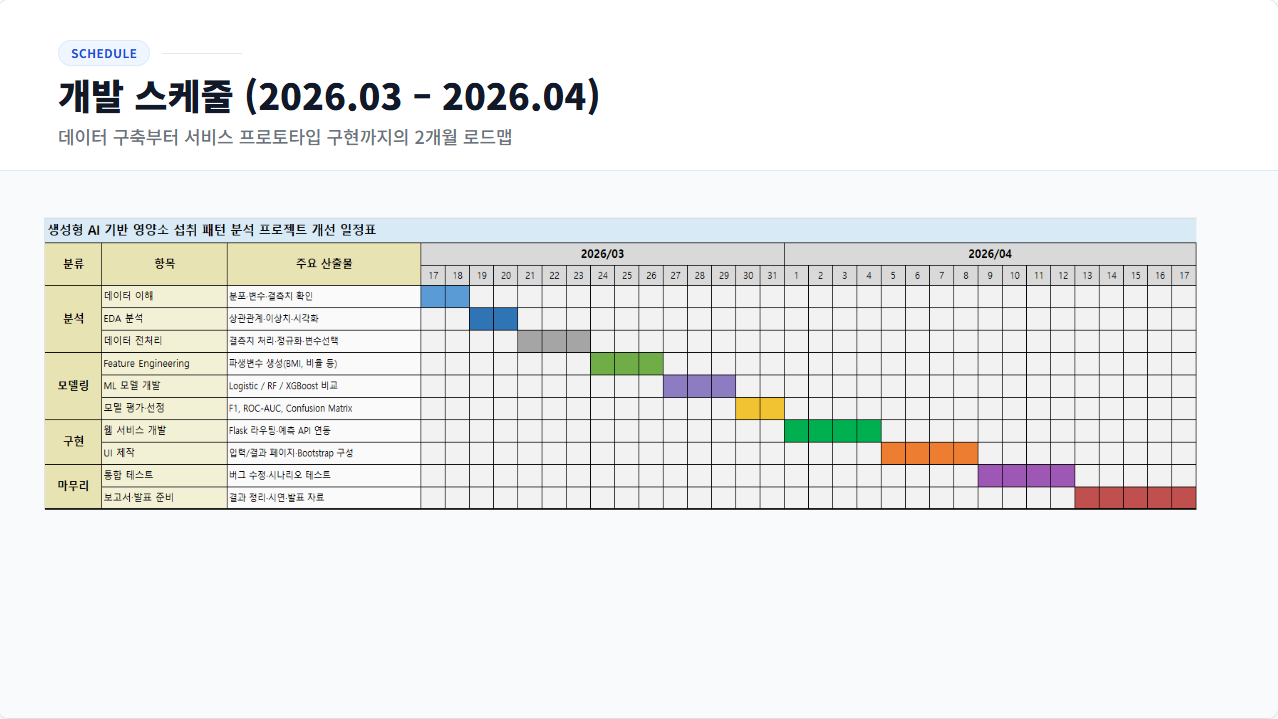 SCHEDULE
개발 스케줄 (2026.03 – 2026.04)
데이터 구축부터 서비스 프로토타입 구현까지의 2개월 로드맵
생성형 AI 기반 영양소 섭취 패턴 분석 프로젝트 개선 일정표
분류 항목 주요 산출물 2026/03 2026/04
17 18 19 20 21 22 23 24 25 26 27 28 29 30 31 1 2 3 4 5 6 7 8 9 10 11 12 13 14 15 16 17
분석 데이터 이해 분포·변수·결측치 확인
EDA 분석 상관관계·이상치·시각화
데이터 전처리 결측치 처리·정규화·변수선택
모델링 Feature Engineering 파생변수 생성(BMI, 비율 등)
ML 모델 개발 Logistic / RF / XGBoost 비교
모델 평가·선정 F1, ROC-AUC, Confusion Matrix
구현 웹 서비스 개발 Flask 라우팅·예측 API 연동
UI 제작 입력/결과 페이지·Bootstrap 구성
마무리 통합 테스트 버그 수정·시나리오 테스트
보고서·발표 준비 결과 정리·시연·발표 자료